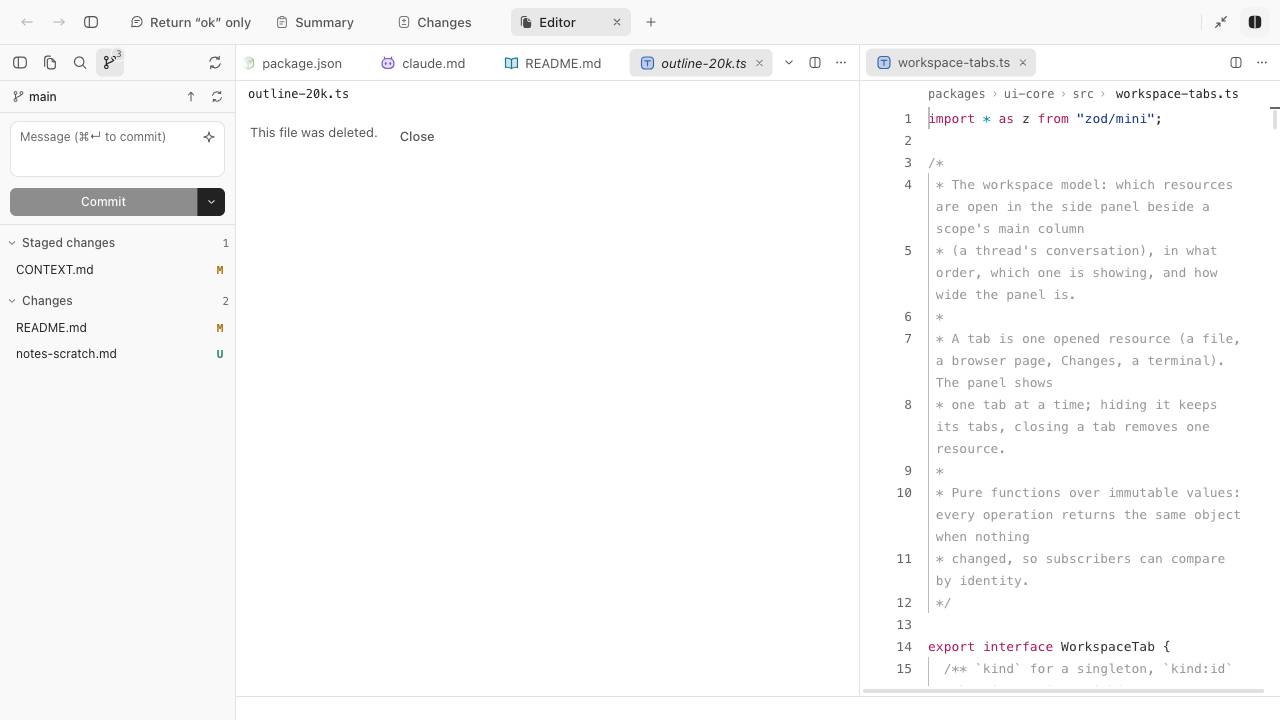 Return “ok” only
Summary
Changes
Editor
3
package.json
claude.md
README.md
outline-20k.ts
workspace-tabs.ts
main
Message (⌘↵ to commit)
Commit
Staged changes 1
CONTEXT.md M
Changes 2
README.md M
notes-scratch.md U
outline-20k.ts
This file was deleted. Close
packages › ui-core › src › workspace-tabs.ts
1 import * as z from "zod/mini";
2
3 /*
4 * The workspace model: which resources
are open in the side panel beside a
scope's main column
5 * (a thread's conversation), in what
order, which one is showing, and how
wide the panel is.
6 *
7 * A tab is one opened resource (a file,
a browser page, Changes, a terminal).
The panel shows
8 * one tab at a time; hiding it keeps
its tabs, closing a tab removes one
resource.
9 *
10 * Pure functions over immutable values:
every operation returns the same object
when nothing
11 * changed, so subscribers can compare
by identity.
12 */
13
14 export interface WorkspaceTab {
15 /** `kind` for a singleton, `kind:id`